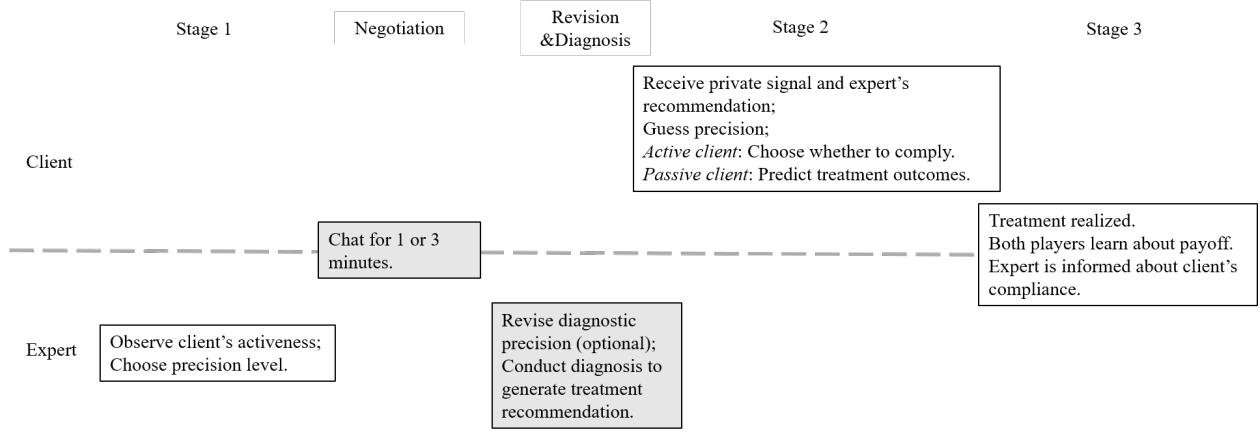 Stage 1
Negotiation
Revision
&Diagnosis
Stage 2
Stage 3
Client
Receive private signal and expert's
recommendation;
Guess precision;
Active client: Choose whether to comply.
Passive client: Predict treatment outcomes.
Chat for 1 or 3
minutes.
Treatment realized.
Both players learn about payoff.
Expert is informed about client's
compliance.
Expert
Observe client's activeness;
Choose precision level.
Revise diagnostic
precision (optional);
Conduct diagnosis to
generate treatment
recommendation.